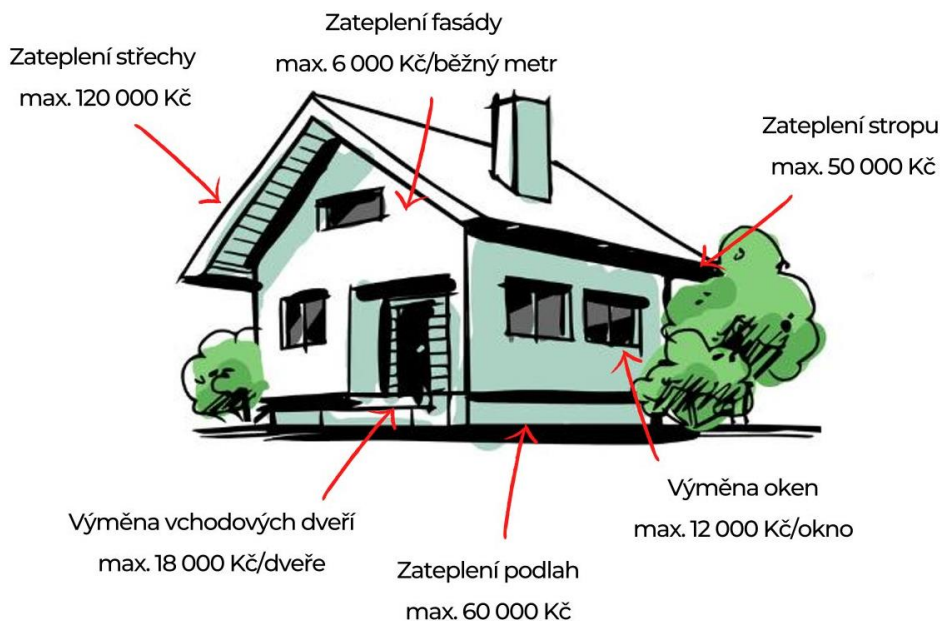 Zateplení fasády
max. 6 000 Kč/běžný metr
Zateplení střechy
max. 120 000 Kč
Zateplení stropu
max. 50 000 Kč
Výměna oken
max. 12 000 Kč/okno
Výměna vchodových dveří
max. 18 000 Kč/dveře
Zateplení podlah
max. 60 000 Kč